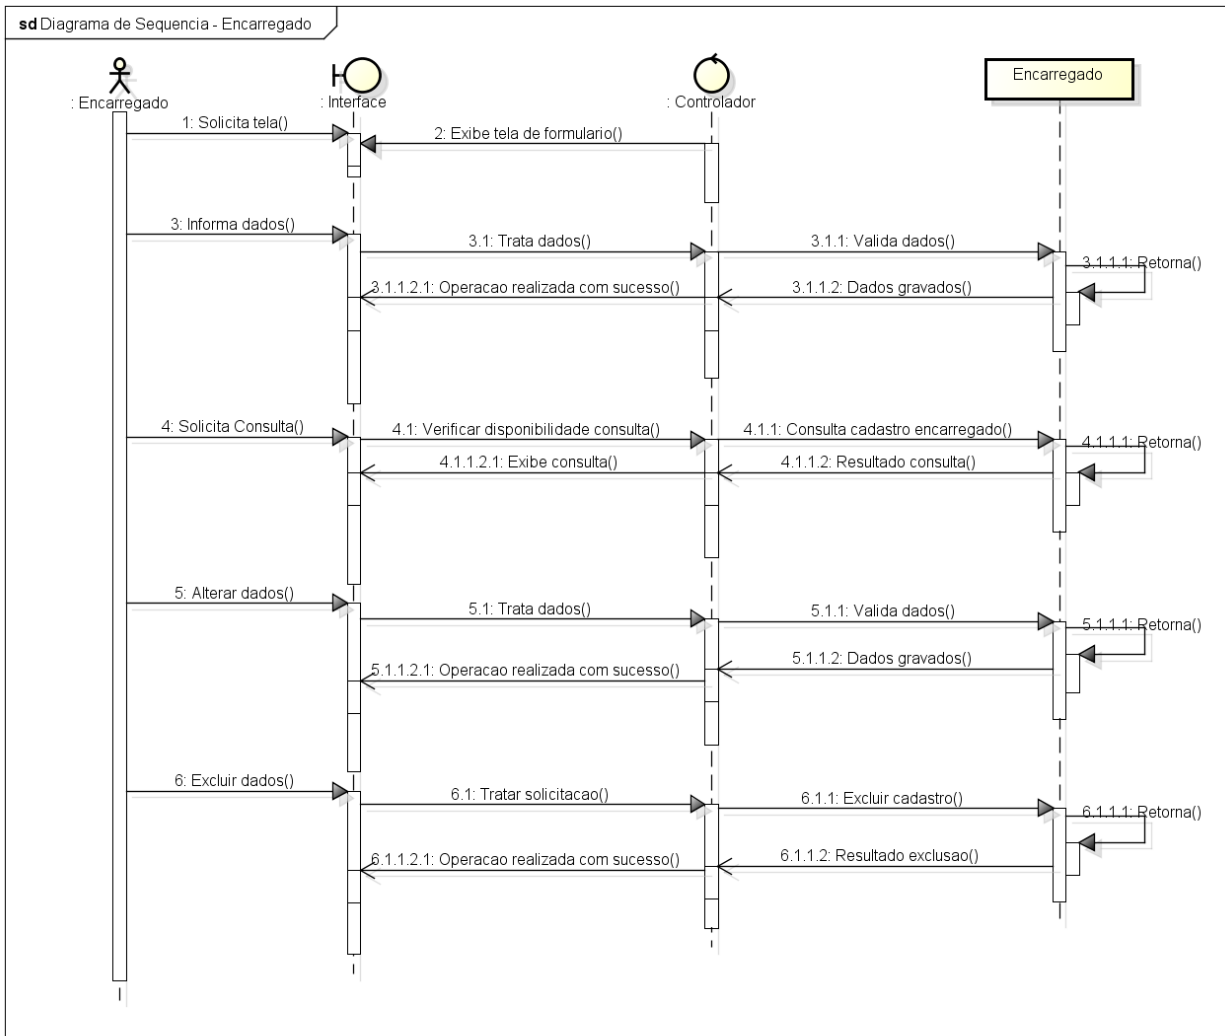 sd Diagrama de Sequencia - Encarregado
: Encarregado
: Interface
: Controlador
Encarregado
1: Solicita tela()
2: Exibe tela de formulario()
3: Informa dados()
3.1: Trata dados()
3.1.1: Valida dados()
3.1.1.1: Retorna()
3.1.1.2.1: Operacao realizada com sucesso()
3.1.1.2: Dados gravados()
4: Solicita Consulta()
4.1: Verificar disponibilidade consulta()
4.1.1: Consulta cadastro encarregado()
4.1.1.1: Retorna()
4.1.1.2.1: Exibe consulta()
4.1.1.2: Resultado consulta()
5: Alterar dados()
5.1: Trata dados()
5.1.1: Valida dados()
5.1.1.1: Retorna()
5.1.1.2.1: Operacao realizada com sucesso()
5.1.1.2: Dados gravados()
6: Excluir dados()
6.1: Tratar solicitacao()
6.1.1: Excluir cadastro()
6.1.1.1: Retorna()
6.1.1.2.1: Operacao realizada com sucesso()
6.1.1.2: Resultado exclusao()